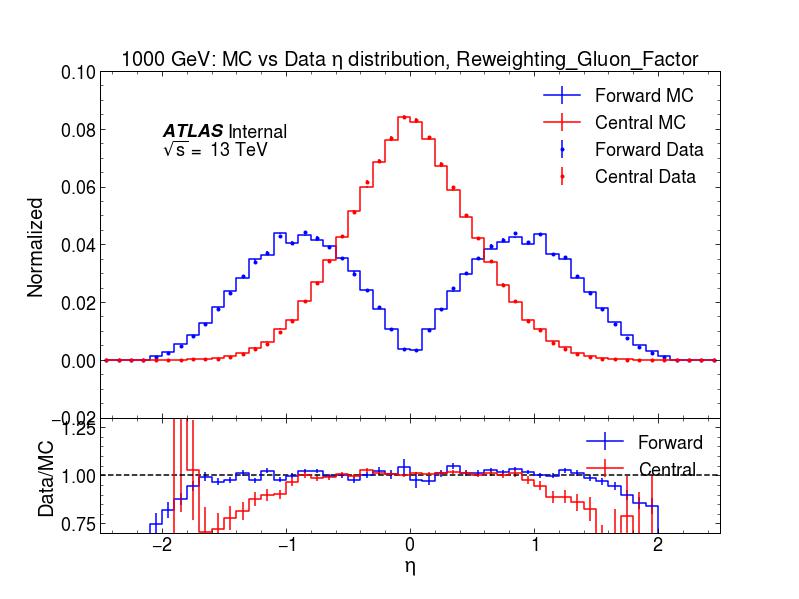 1000 GeV: MC vs Data η distribution, Reweighting_Gluon_Factor
0.10
0.08
0.06
0.04
0.02
0.00
−0.02
Normalized
ATLAS Internal
√s = 13 TeV
Forward MC
Central MC
Forward Data
Central Data
1.25
1.00
0.75
Data/MC
Forward
Central
−2 −1 0 1 2
η